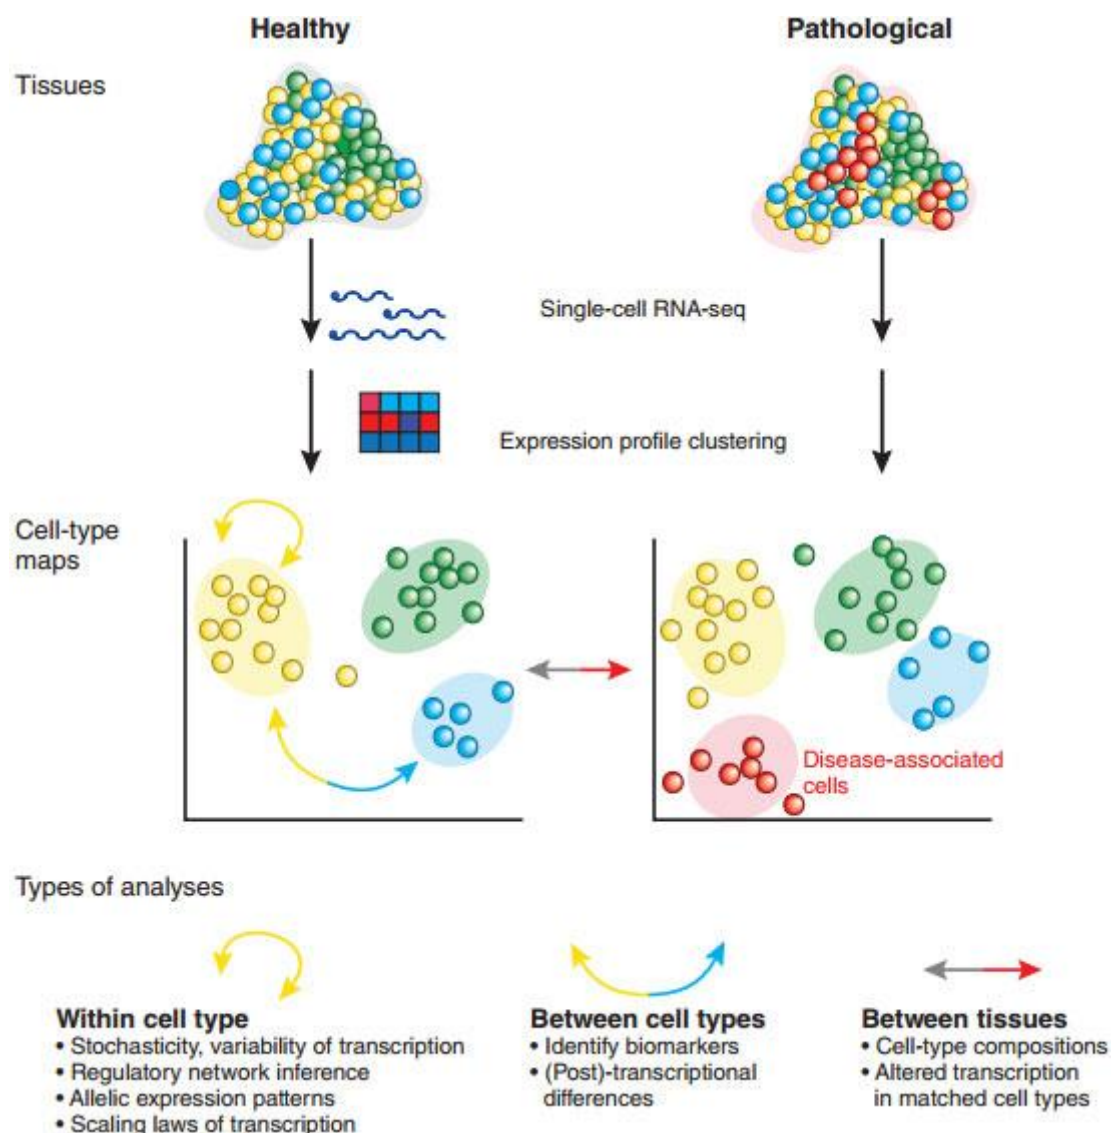 Healthy
Pathological
Tissues
Single-cell RNA-seq
Expression profile clustering
Cell-type
maps
Disease-associated
cells
Types of analyses
Within cell type
• Stochasticity, variability of transcription
• Regulatory network inference
• Allelic expression patterns
• Scaling laws of transcription
Between cell types
• Identify biomarkers
• (Post)-transcriptional
differences
Between tissues
• Cell-type compositions
• Altered transcription
in matched cell types